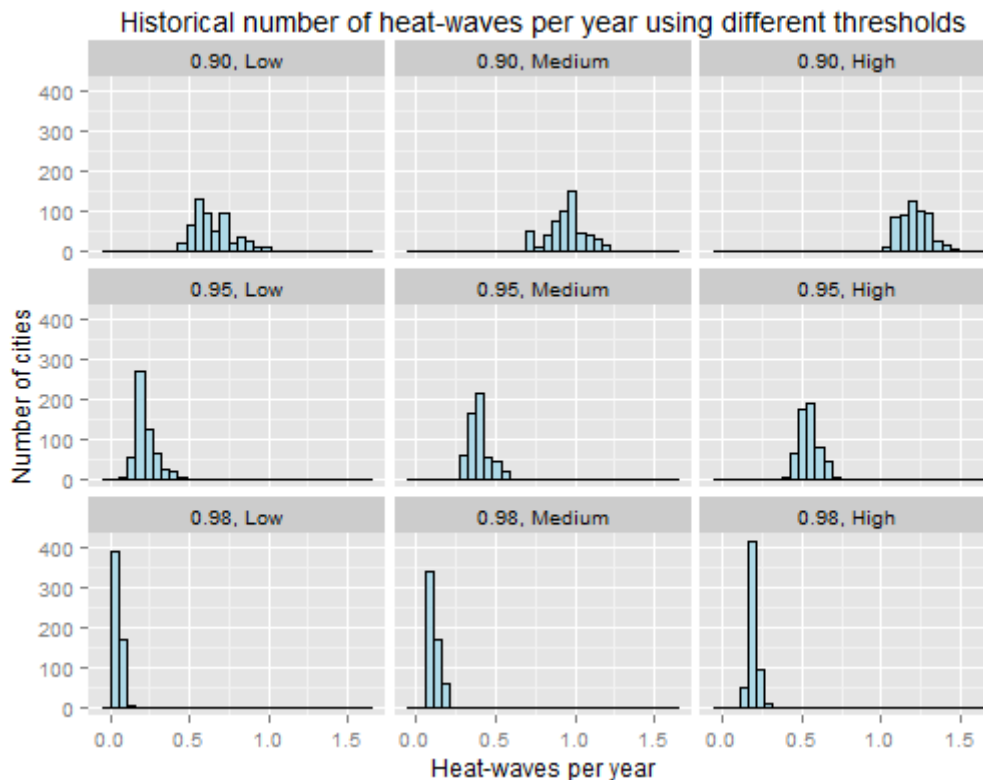 Historical number of heat-waves per year using different thresholds
0.90, Low
0.90, Medium
0.90, High
400
300
200
100
0
0.95, Low
0.95, Medium
0.95, High
400
300
200
100
0
Number of cities
0.98, Low
0.98, Medium
0.98, High
400
300
200
100
0
0.0 0.5 1.0 1.5 0.0 0.5 1.0 1.5 0.0 0.5 1.0 1.5
Heat-waves per year